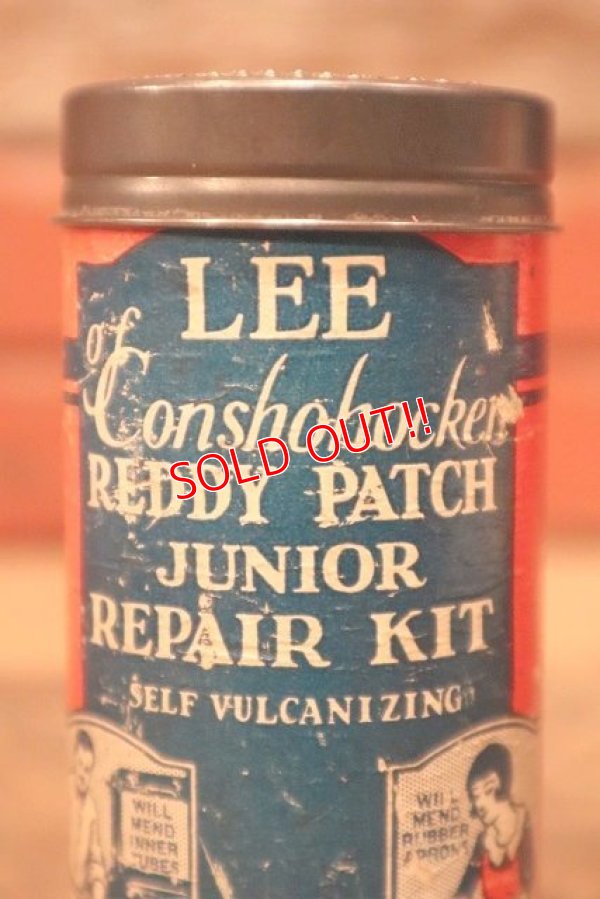 LEE
of
Conshohocken
SOLD OUT!!
REDDY PATCH
JUNIOR
REPAIR KIT
SELF VULCANIZING
WILL
MEND
INNER
TUBES
WILL
MEND
RUBBER
APRONS